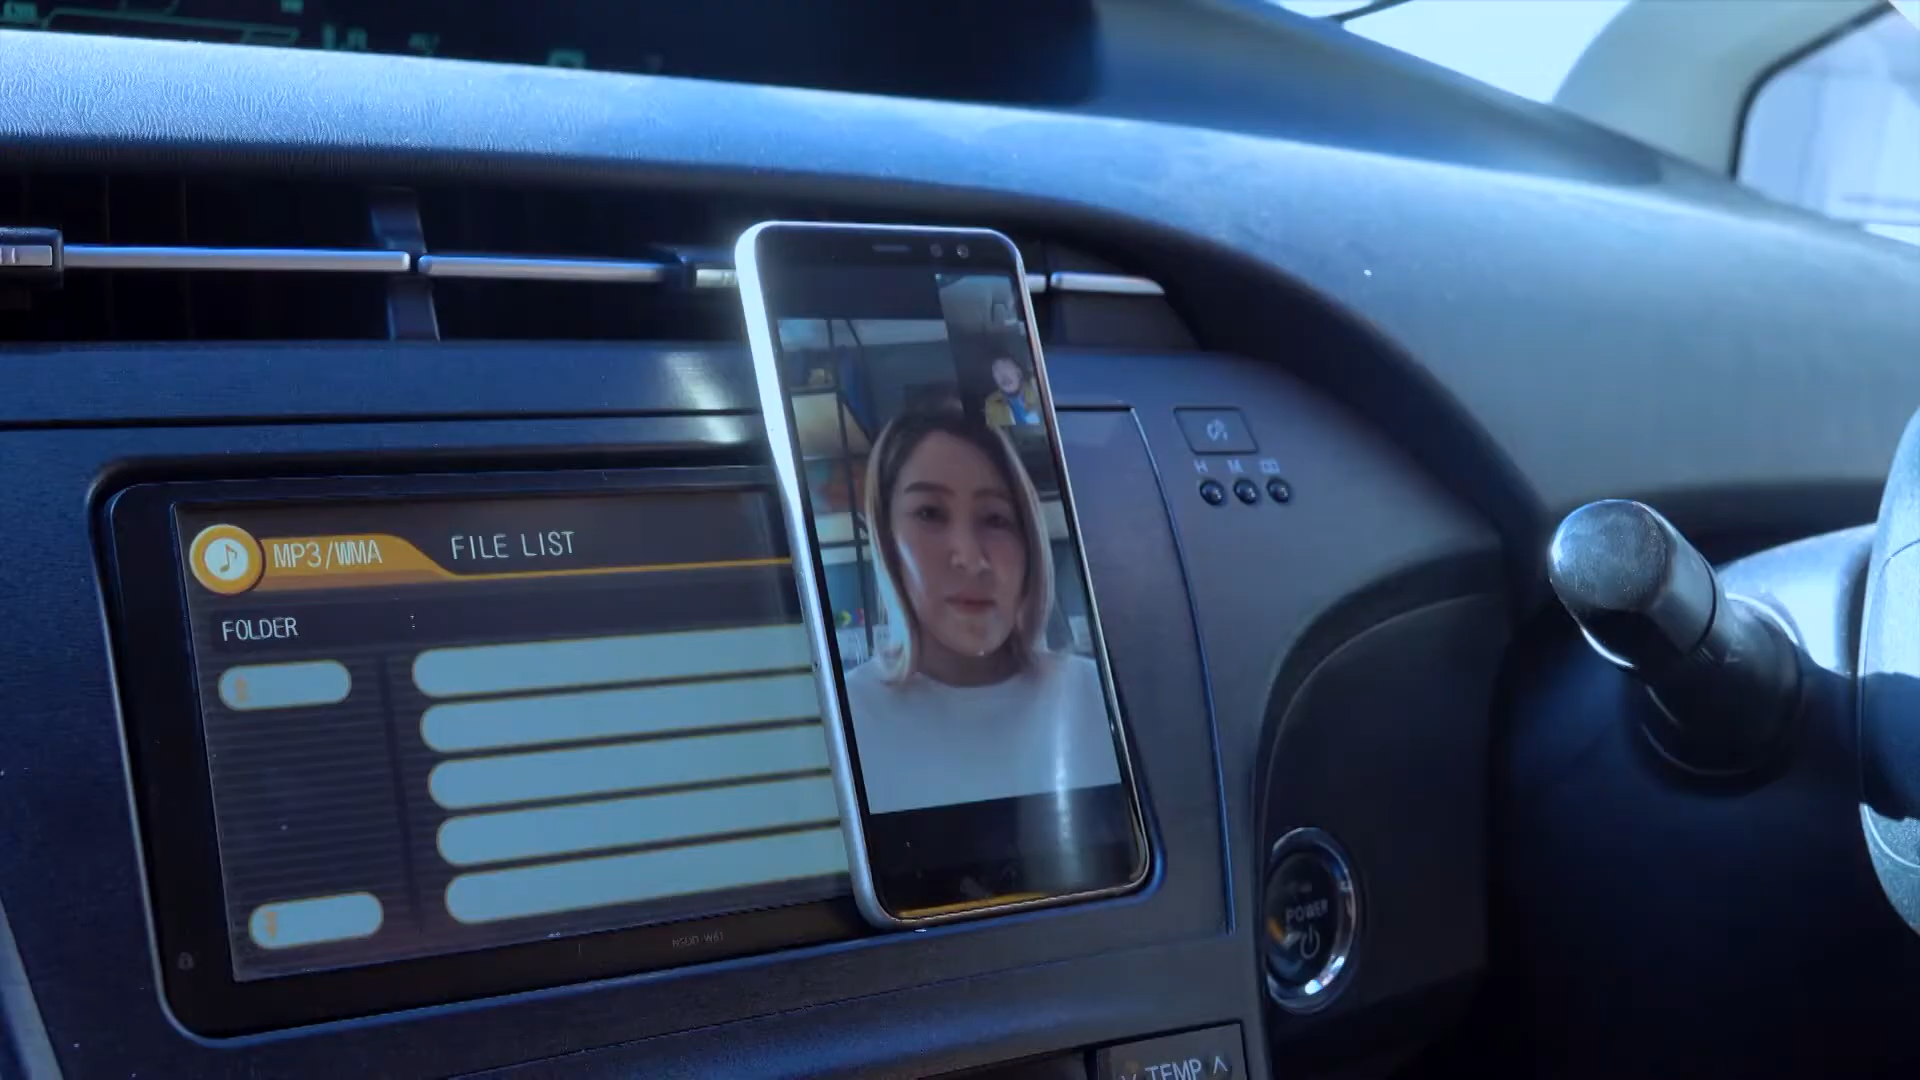 MP3/WMA
FILE LIST
FOLDER
H M
POWER
TEMP